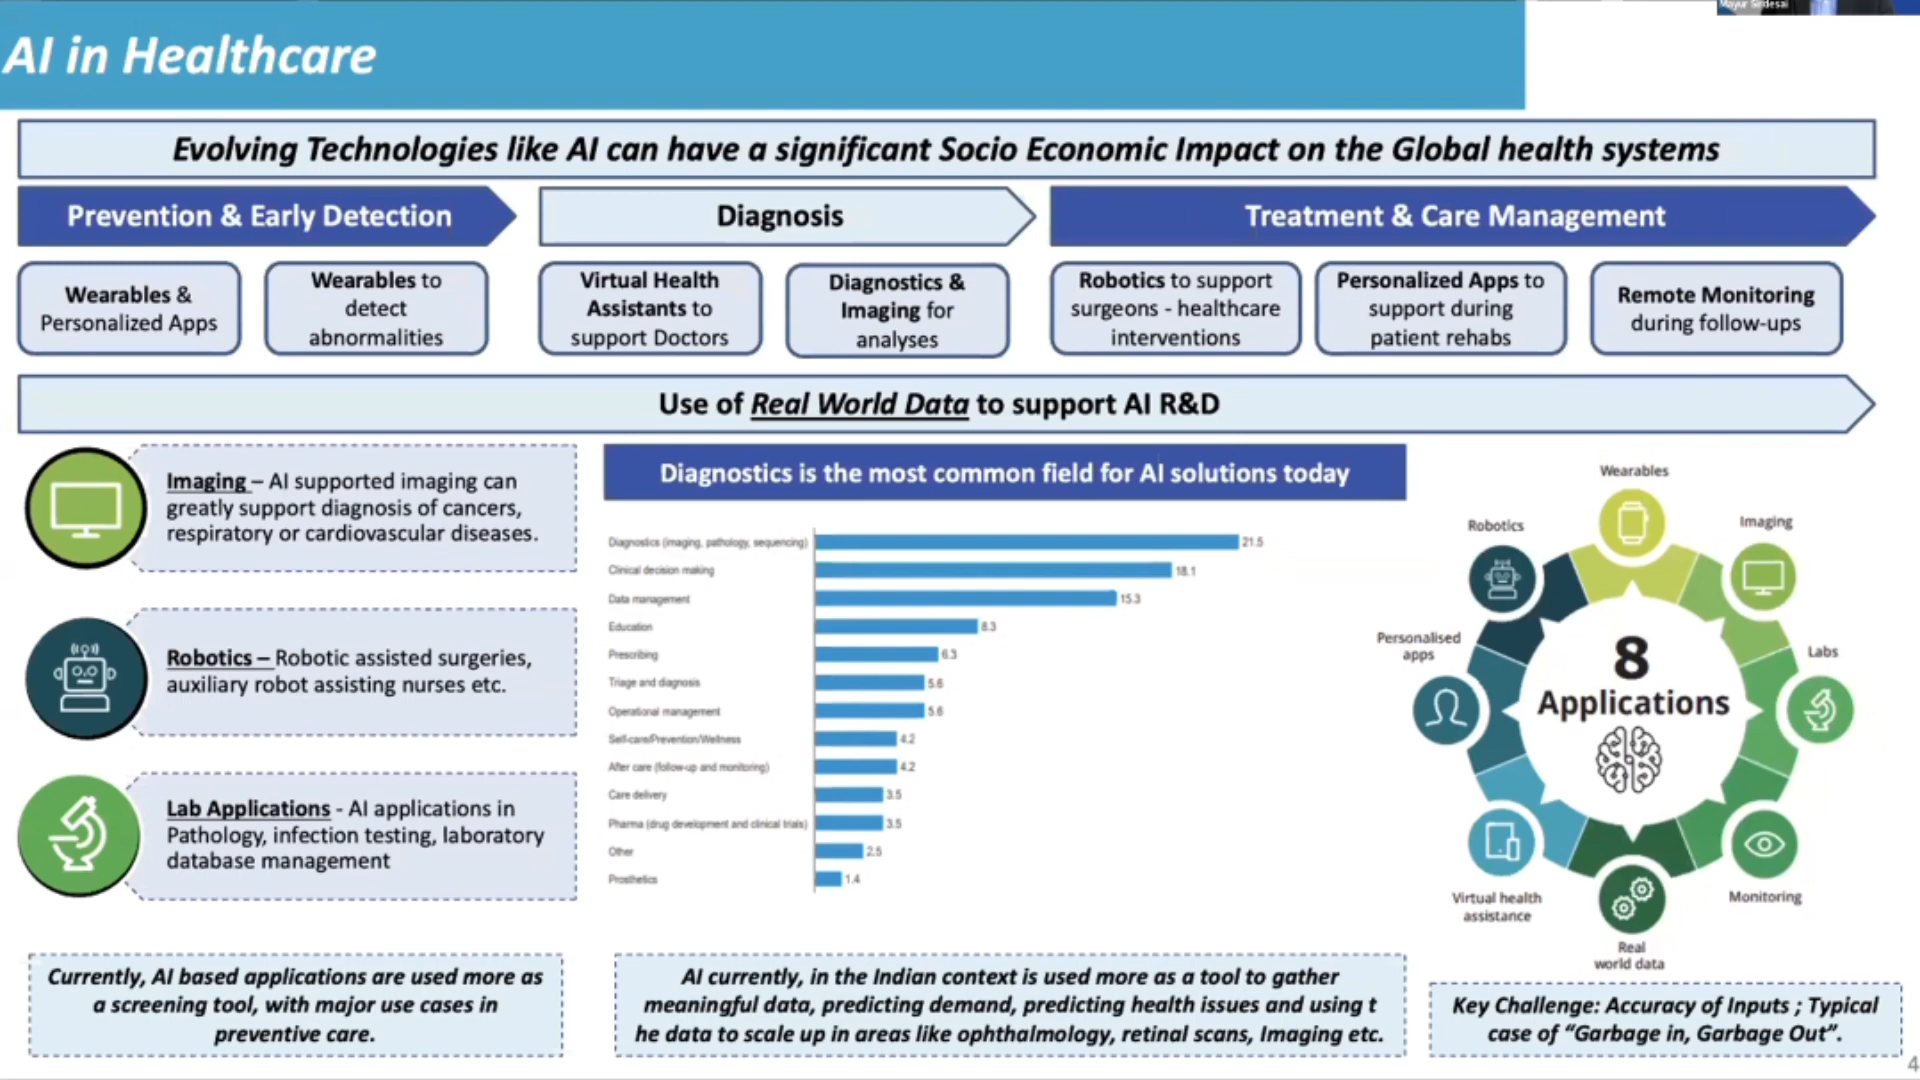 Mayur Sirdesai
AI in Healthcare
Evolving Technologies like AI can have a significant Socio Economic Impact on the Global health systems
Prevention & Early Detection
Diagnosis
Treatment & Care Management
Wearables &
Personalized Apps
Wearables to
detect
abnormalities
Virtual Health
Assistants to
support Doctors
Diagnostics &
Imaging for
analyses
Robotics to support
surgeons - healthcare
interventions
Personalized Apps to
support during
patient rehabs
Remote Monitoring
during follow-ups
Use of Real World Data to support AI R&D
Imaging – AI supported imaging can
greatly support diagnosis of cancers,
respiratory or cardiovascular diseases.
Robotics – Robotic assisted surgeries,
auxiliary robot assisting nurses etc.
Lab Applications - AI applications in
Pathology, infection testing, laboratory
database management
Diagnostics is the most common field for AI solutions today
Diagnostics (imaging, pathology, sequencing) 21.5
Clinical decision making 18.1
Data management 15.3
Education 8.3
Prescribing 6.3
Triage and diagnosis 5.6
Operational management 5.6
Self-care/Prevention/Wellness 4.2
After care (follow-up and monitoring) 4.2
Care delivery 3.5
Pharma (drug development and clinical trials) 3.5
Other 2.5
Prosthetics 1.4
Wearables
Imaging
Labs
Monitoring
Real
world data
Virtual health
assistance
Personalised
apps
Robotics
8
Applications
Currently, AI based applications are used more as
a screening tool, with major use cases in
preventive care.
AI currently, in the Indian context is used more as a tool to gather
meaningful data, predicting demand, predicting health issues and using t
he data to scale up in areas like ophthalmology, retinal scans, Imaging etc.
Key Challenge: Accuracy of Inputs ; Typical
case of “Garbage in, Garbage Out”.
4